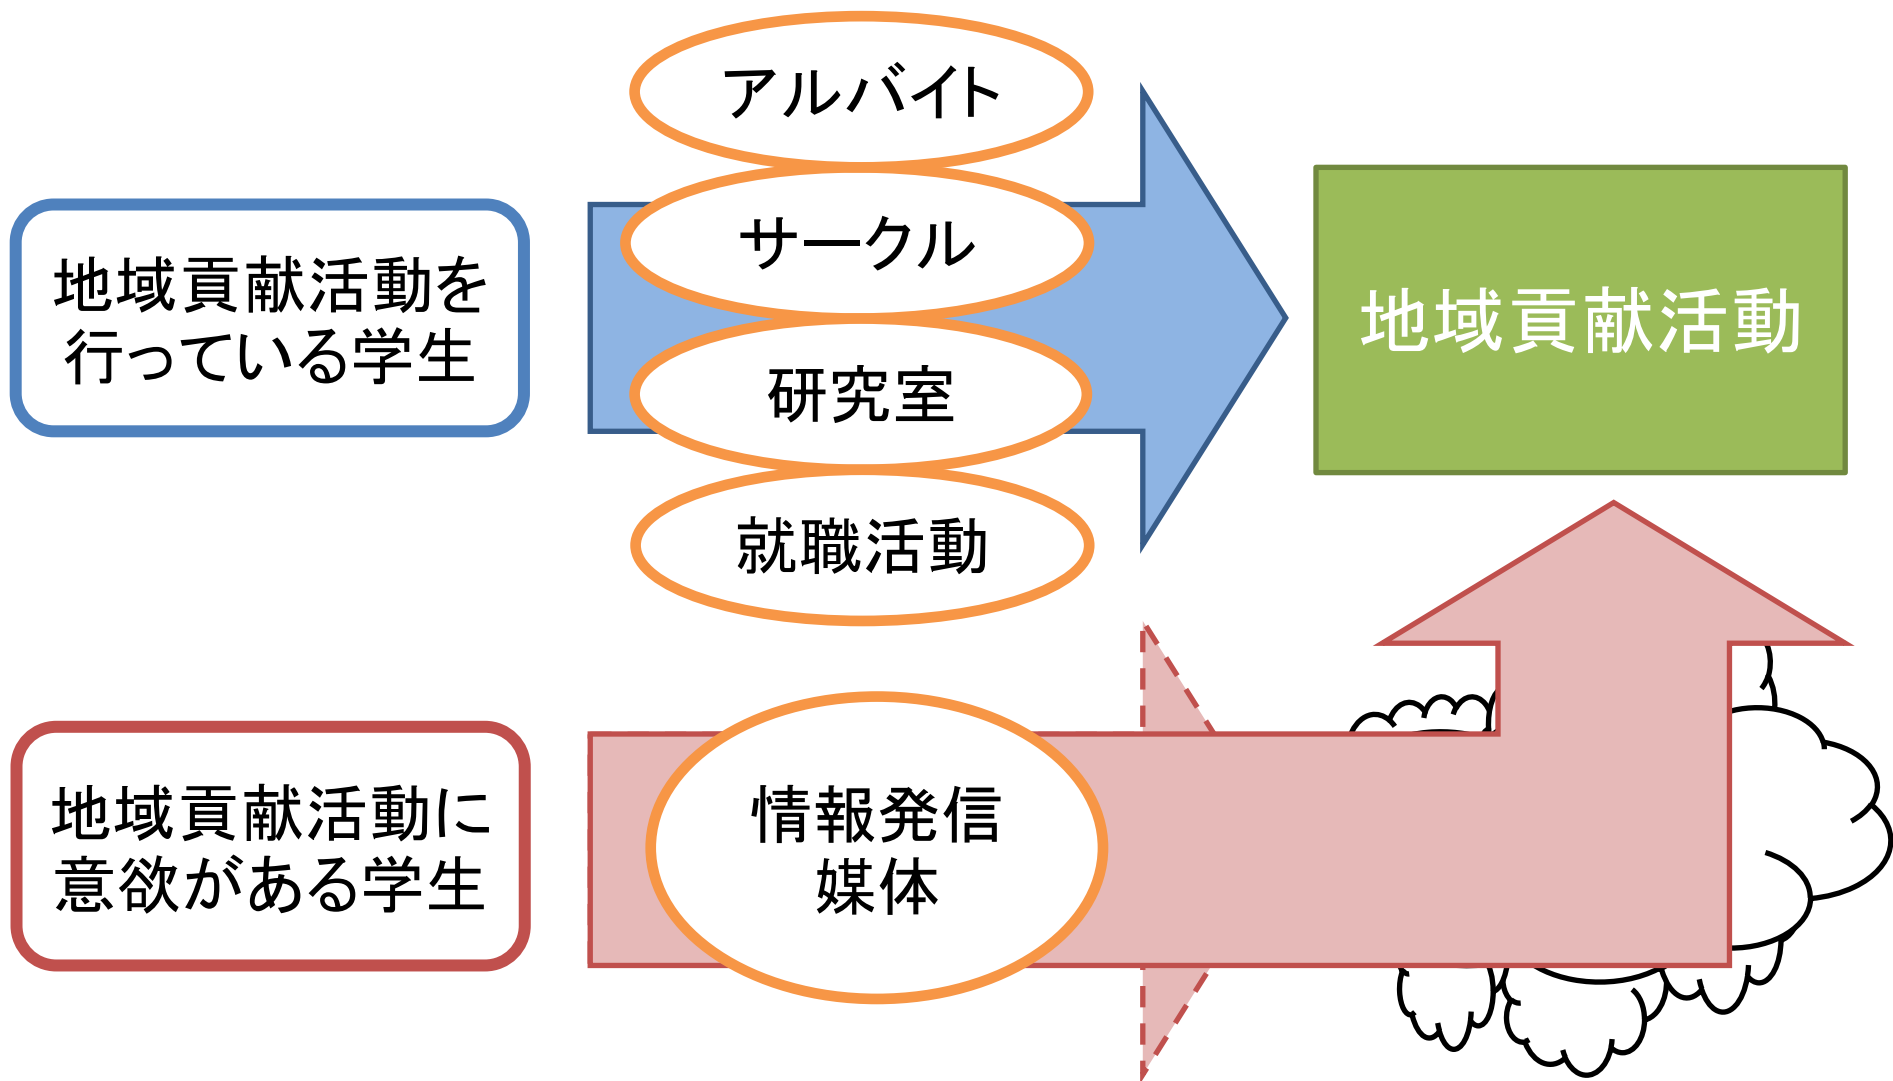 アルバイト
サークル
地域貢献活動を
行っている学生
研究室
地域貢献活動
就職活動
地域貢献活動に
意欲がある学生
情報発信
媒体